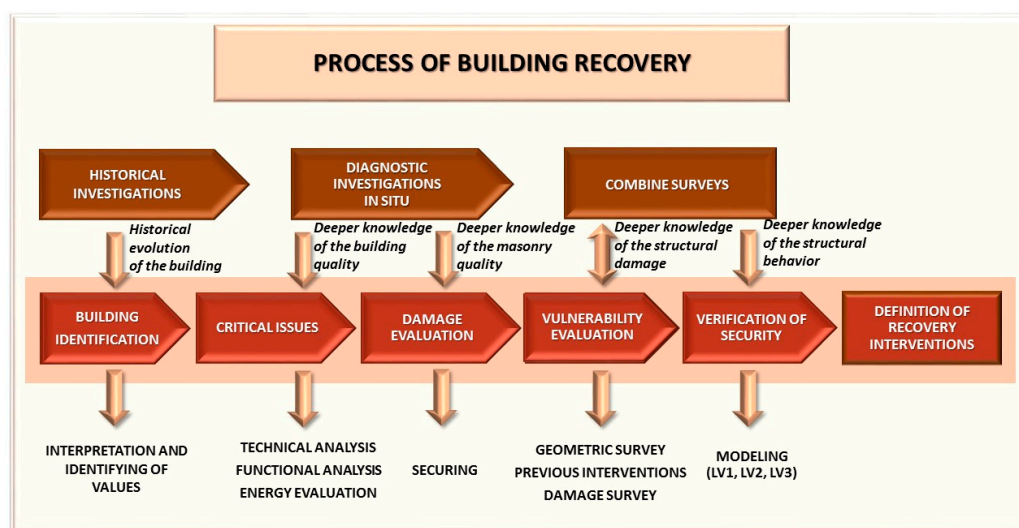 PROCESS OF BUILDING RECOVERY
HISTORICAL
INVESTIGATIONS
DIAGNOSTIC
INVESTIGATIONS
IN SITU
COMBINE SURVEYS
Historical
evolution
of the building
Deeper knowledge
of the building
quality
Deeper knowledge
of the masonry
quality
Deeper knowledge
of the structural
damage
Deeper knowledge
of the structural
behavior
BUILDING
IDENTIFICATION
CRITICAL ISSUES
DAMAGE
EVALUATION
VULNERABILITY
EVALUATION
VERIFICATION OF
SECURITY
DEFINITION OF
RECOVERY
INTERVENTIONS
INTERPRETATION AND
IDENTIFYING OF
VALUES
TECHNICAL ANALYSIS
FUNCTIONAL ANALYSIS
ENERGY EVALUATION
SECURING
GEOMETRIC SURVEY
PREVIOUS INTERVENTIONS
DAMAGE SURVEY
MODELING
(LV1, LV2, LV3)